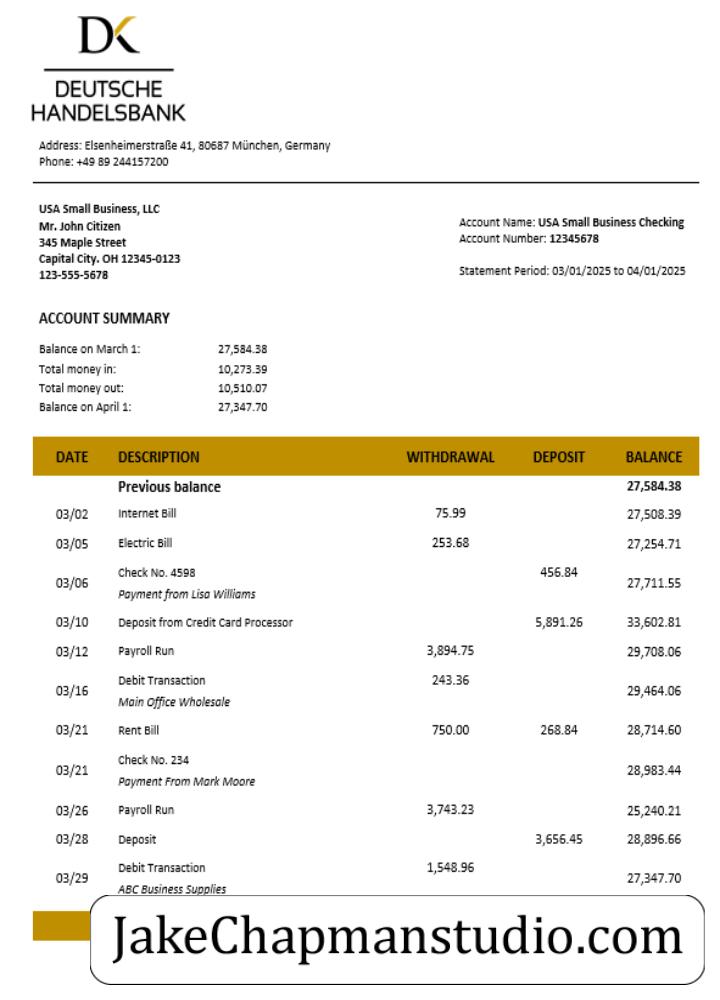 DK
DEUTSCHE
HANDELSBANK
Address: Elsenheimerstraße 41, 80687 München, Germany
Phone: +49 89 244157200
USA Small Business, LLC
Mr. John Citizen
345 Maple Street
Capital City. OH 12345-0123
123-555-5678
Account Name: USA Small Business Checking
Account Number: 12345678
Statement Period: 03/01/2025 to 04/01/2025
ACCOUNT SUMMARY
Balance on March 1: 27,584.38
Total money in: 10,273.39
Total money out: 10,510.07
Balance on April 1: 27,347.70
DATE DESCRIPTION WITHDRAWAL DEPOSIT BALANCE
Previous balance 27,584.38
03/02 Internet Bill 75.99 27,508.39
03/05 Electric Bill 253.68 27,254.71
03/06 Check No. 4598 456.84 27,711.55
Payment from Lisa Williams
03/10 Deposit from Credit Card Processor 5,891.26 33,602.81
03/12 Payroll Run 3,894.75 29,708.06
03/16 Debit Transaction 243.36 29,464.06
Main Office Wholesale
03/21 Rent Bill 750.00 268.84 28,714.60
03/21 Check No. 234 28,983.44
Payment From Mark Moore
03/26 Payroll Run 3,743.23 25,240.21
03/28 Deposit 3,656.45 28,896.66
03/29 Debit Transaction 1,548.96 27,347.70
ABC Business Supplies
JakeChapmanstudio.com